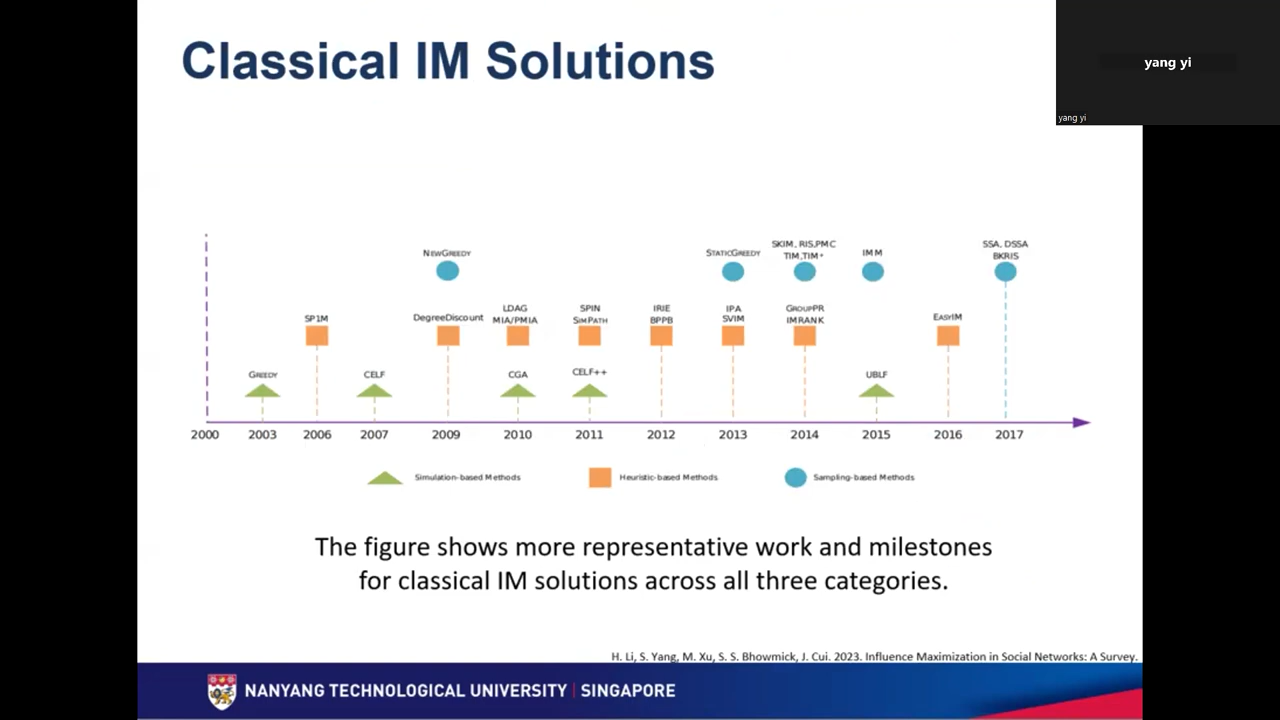 Classical IM Solutions
yang yi
yang yi
NEWGREEDY
STATICGREEDY
SKIM, RIS,PMC
TIM,TIM+
IMM
SSA, DSSA
BKRIS
SP1M
DegreeDiscount
LDAG
MIA/PMIA
SPIN
SIMPATH
IRIE
BPPB
IPA
SVIM
GROUPPR
IMRANK
EASYIM
GREEDY
CELF
CGA
CELF++
UBLF
2000 2003 2006 2007 2009 2010 2011 2012 2013 2014 2015 2016 2017
Simulation-based Methods
Heuristic-based Methods
Sampling-based Methods
The figure shows more representative work and milestones
for classical IM solutions across all three categories.
H. Li, S. Yang, M. Xu, S. S. Bhowmick, J. Cui. 2023. Influence Maximization in Social Networks: A Survey.
NANYANG TECHNOLOGICAL UNIVERSITY | SINGAPORE